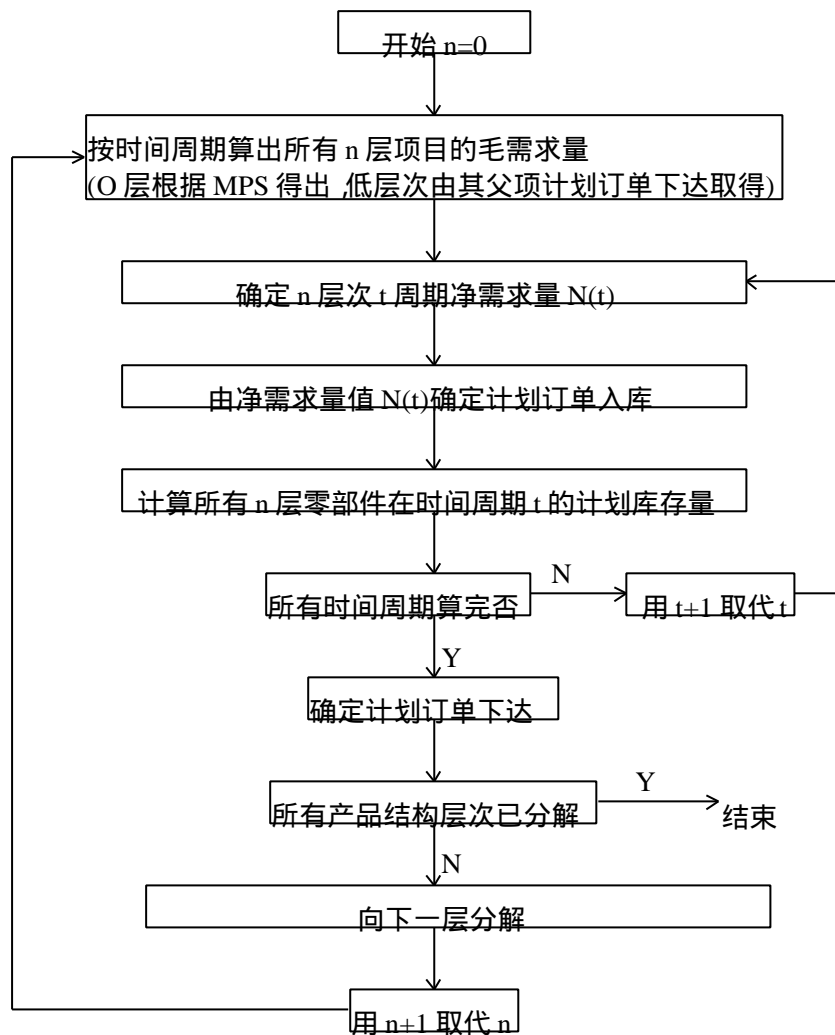 开始 n=0
按时间周期算出所有 n 层项目的毛需求量
(O 层根据 MPS 得出 ,低层次由其父项计划订单下达取得)
确定 n 层次 t 周期净需求量 N(t)
由净需求量值 N(t)确定计划订单入库
计算所有 n 层零部件在时间周期 t 的计划库存量
所有时间周期算完否
N
用 t+1 取代 t
Y
确定计划订单下达
所有产品结构层次已分解
Y
结束
N
向下一层分解
用 n+1 取代 n